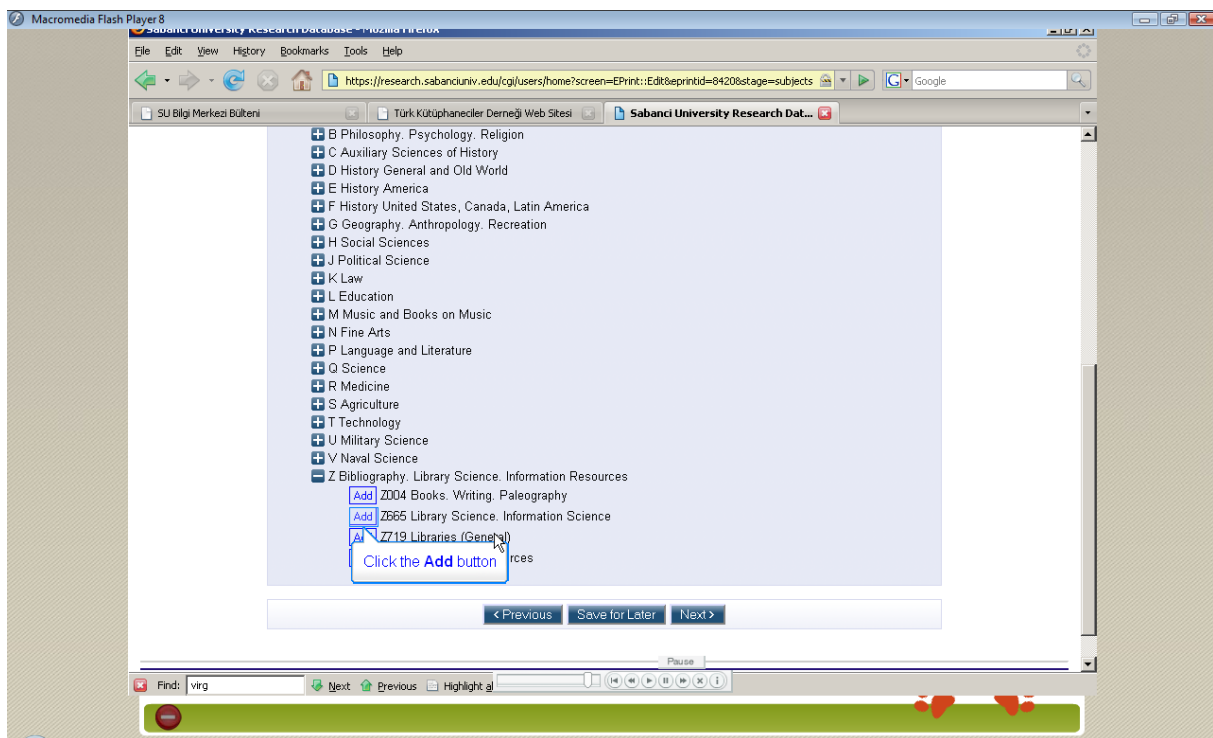 Macromedia Flash Player 8
Sabanci University Research Database - Mozilla Firefox
File Edit View History Bookmarks Tools Help
https://research.sabanciuniv.edu/cgi/users/home?screen=EPrint::Edit&eprintid=8420&stage=subjects G Google
SU Bilgi Merkezi Bülteni Türk Kütüphaneciler Derneği Web Sitesi Sabanci University Research Dat...
B Philosophy. Psychology. Religion
C Auxiliary Sciences of History
D History General and Old World
E History America
F History United States, Canada, Latin America
G Geography. Anthropology. Recreation
H Social Sciences
J Political Science
K Law
L Education
M Music and Books on Music
N Fine Arts
P Language and Literature
Q Science
R Medicine
S Agriculture
T Technology
U Military Science
V Naval Science
Z Bibliography. Library Science. Information Resources
Add Z004 Books. Writing. Paleography
Add Z665 Library Science. Information Science
Z719 Libraries (General)
Click the Add button
< Previous Save for Later Next >
Pause
Find: virg Next Previous Highlight al